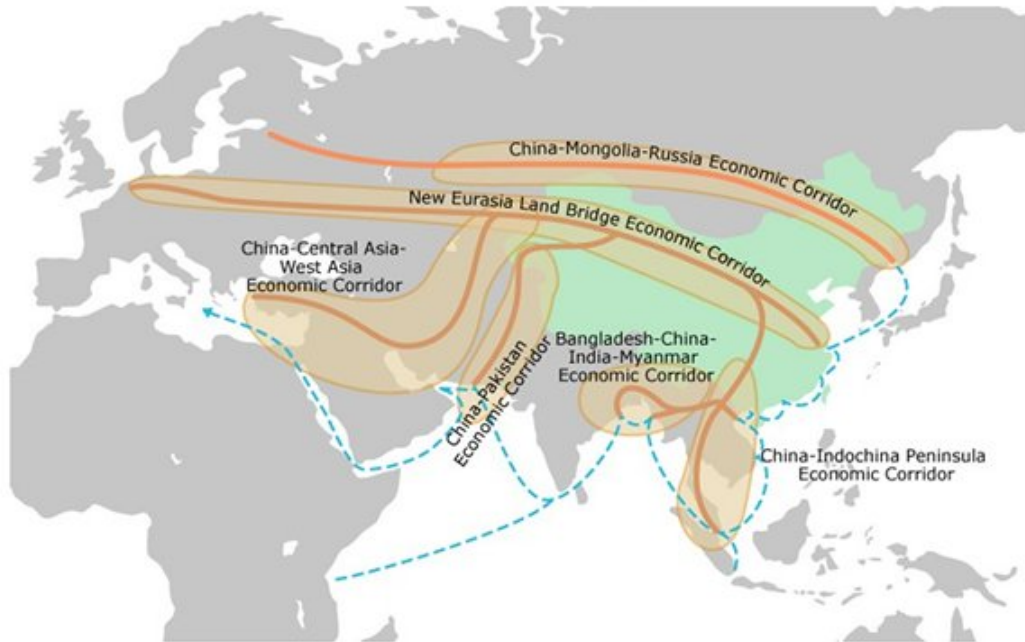 China-Mongolia-Russia Economic Corridor
New Eurasia Land Bridge Economic Corridor
China-Central Asia-
West Asia
Economic Corridor
China-Pakistan
Economic Corridor
Bangladesh-China-
India-Myanmar
Economic Corridor
China-Indochina Peninsula
Economic Corridor